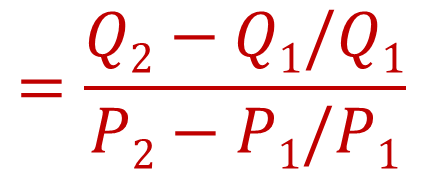 = Q₂ − Q₁/Q₁
P₂ − P₁/P₁